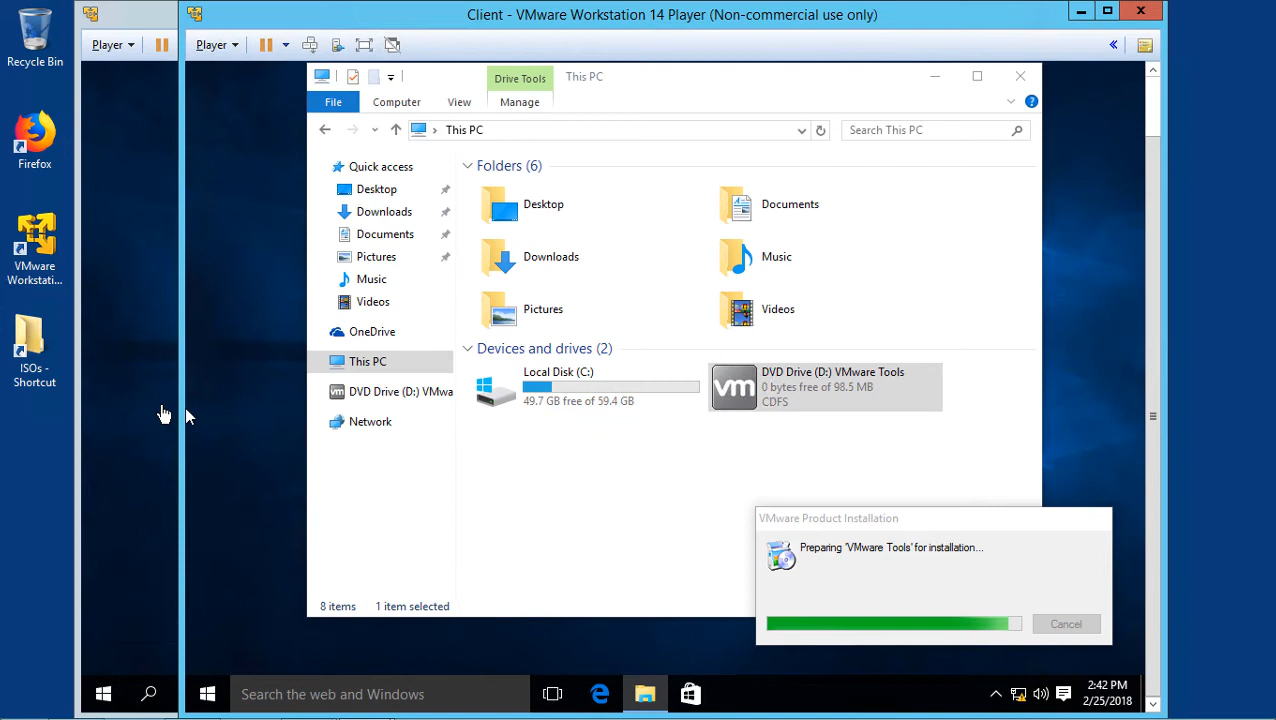 Recycle Bin
Firefox
VMware
Workstati...
ISOs -
Shortcut
Player
Client - VMware Workstation 14 Player (Non-commercial use only)
Player
Drive Tools
This PC
File
Computer
View
Manage
This PC
Search This PC
Quick access
Desktop
Downloads
Documents
Pictures
Music
Videos
OneDrive
This PC
DVD Drive (D:) VMwa
Network
Folders (6)
Desktop
Documents
Downloads
Music
Pictures
Videos
Devices and drives (2)
Local Disk (C:)
49.7 GB free of 59.4 GB
vm
DVD Drive (D:) VMware Tools
0 bytes free of 98.5 MB
CDFS
8 items
1 item selected
VMware Product Installation
Preparing 'VMware Tools' for installation...
Cancel
Search the web and Windows
2:42 PM
2/25/2018